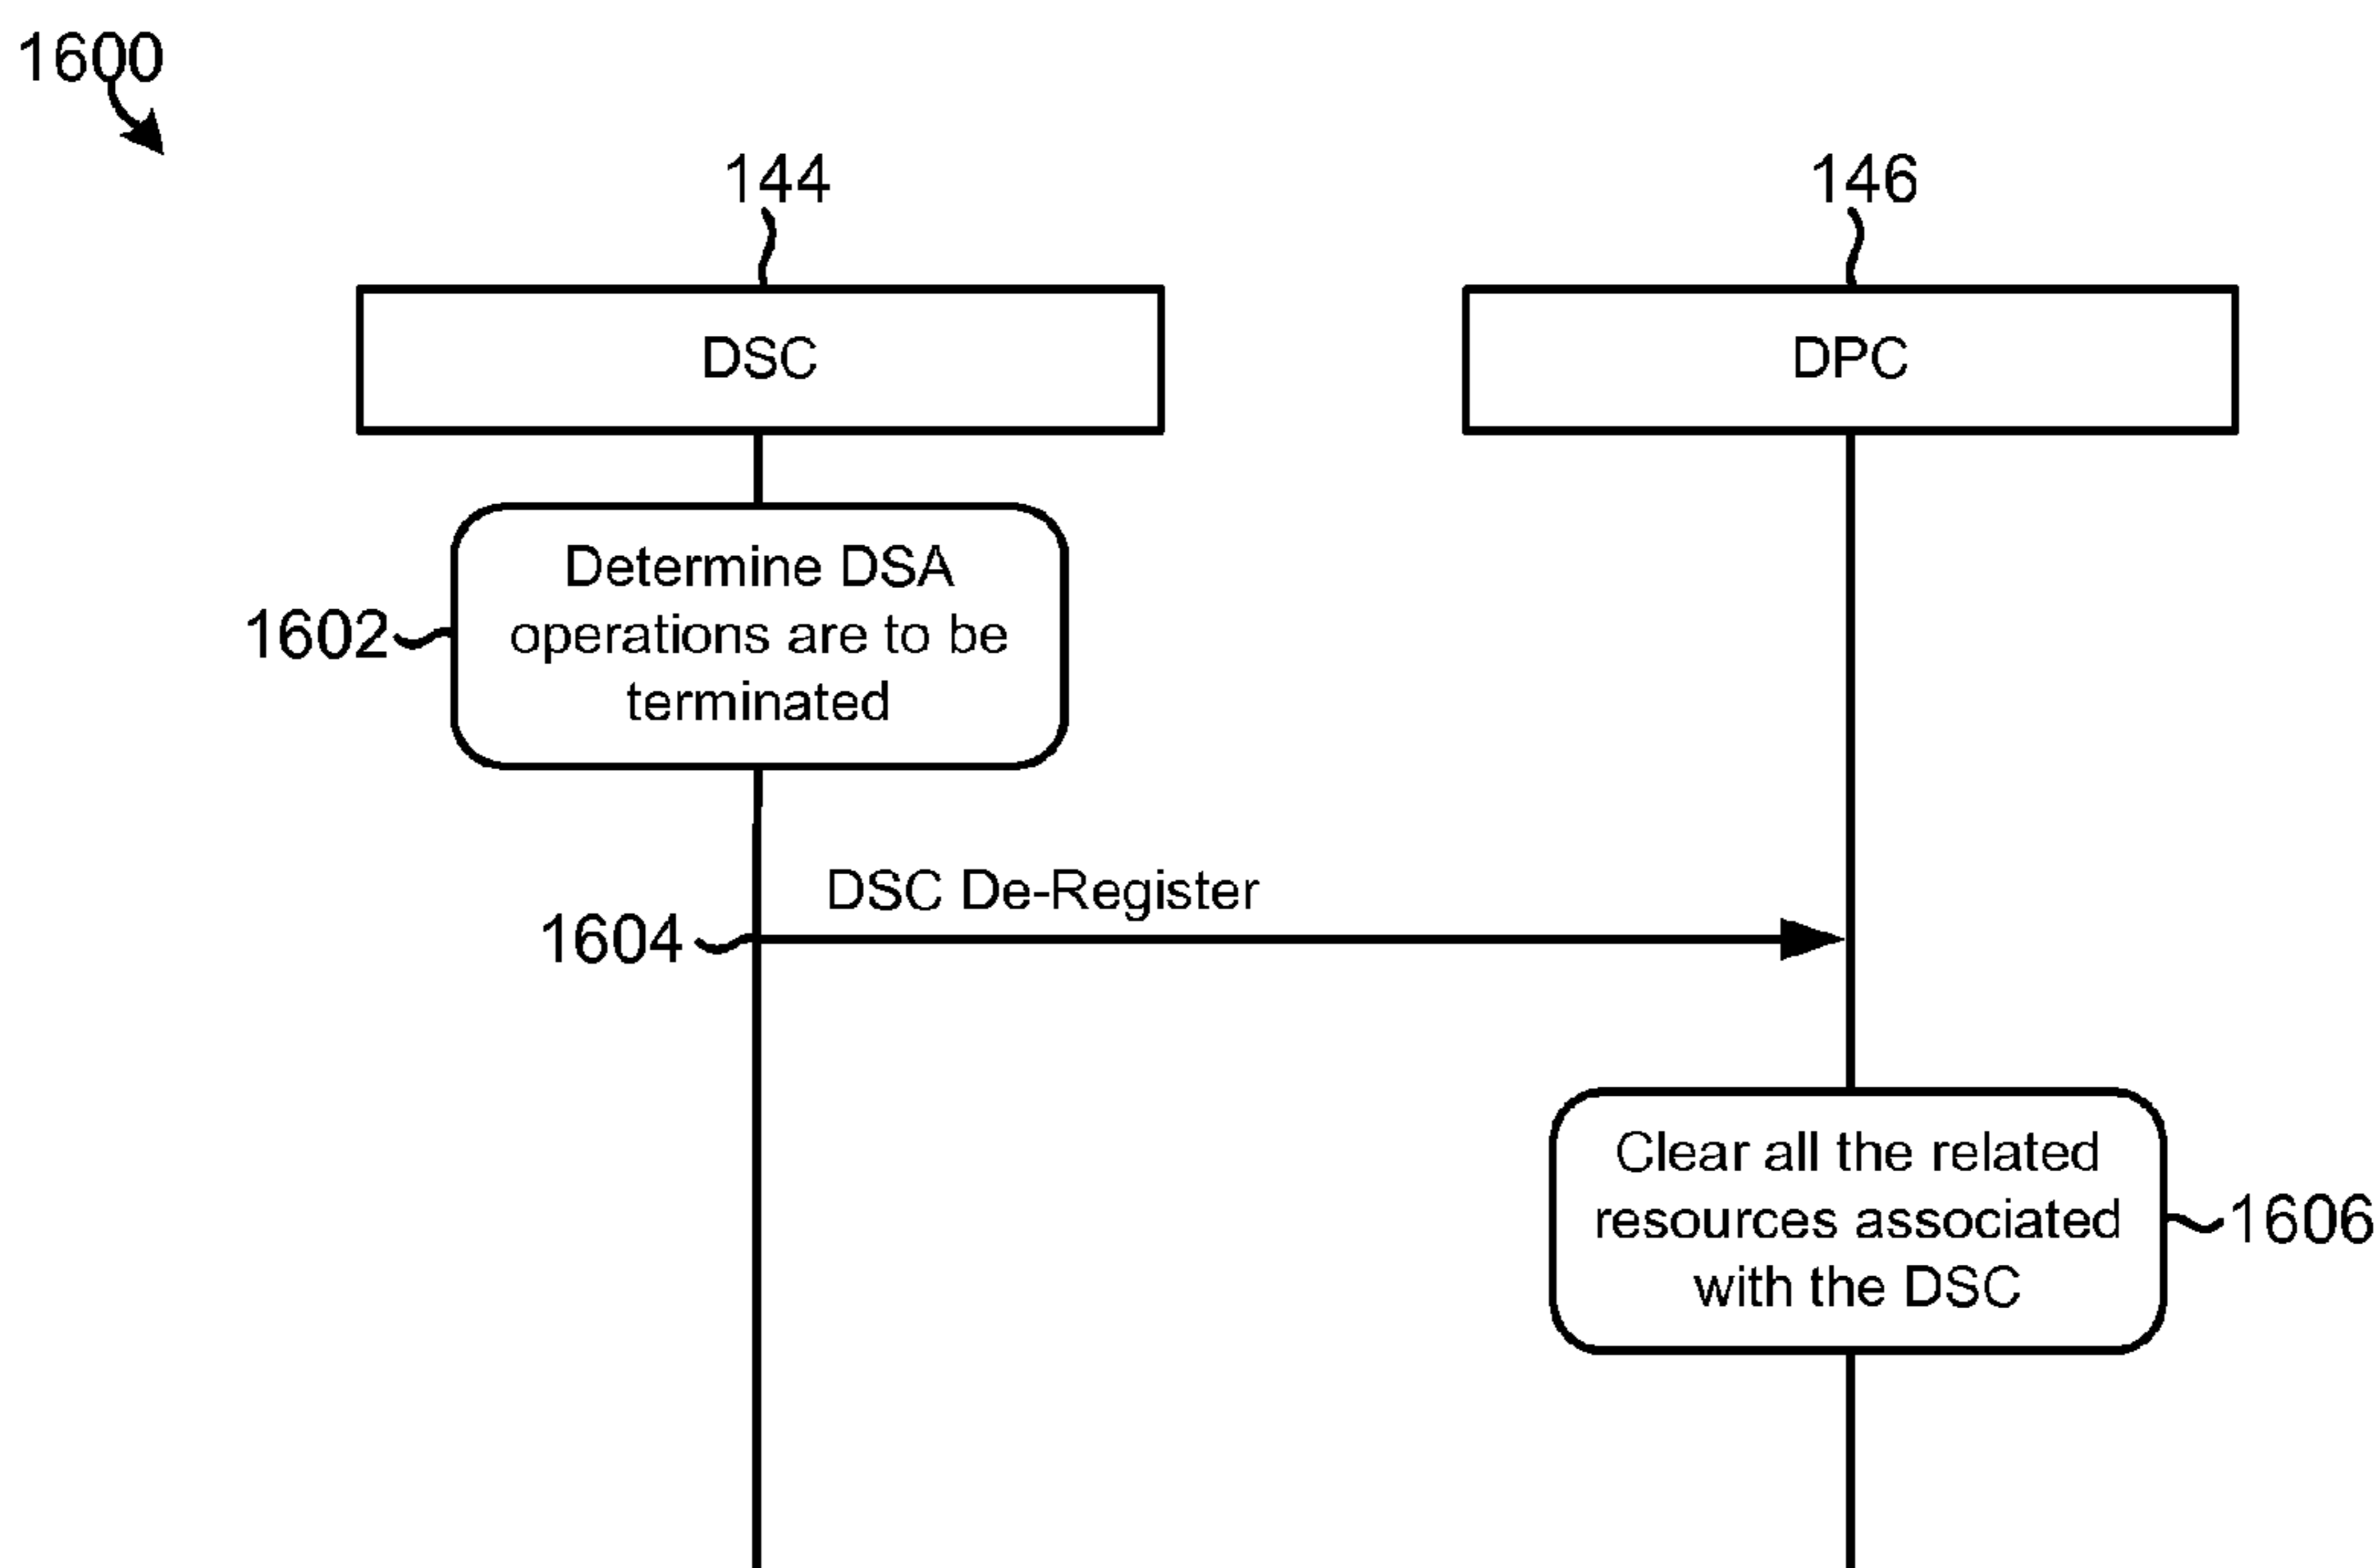 1600
144
146
DSC
DPC
Determine DSA
operations are to be
terminated
1602
DSC De-Register
1604
Clear all the related
resources associated
with the DSC
1606